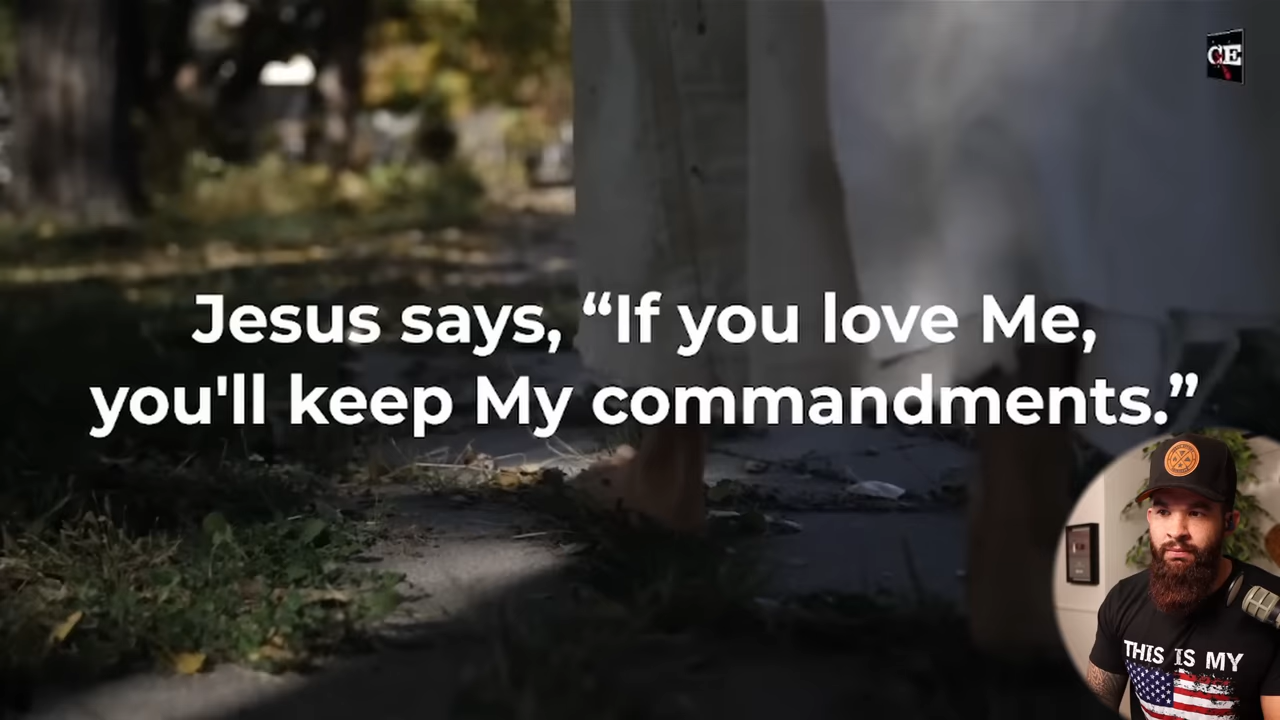 CE
Jesus says, “If you love Me,
you'll keep My commandments.”
THIS IS MY